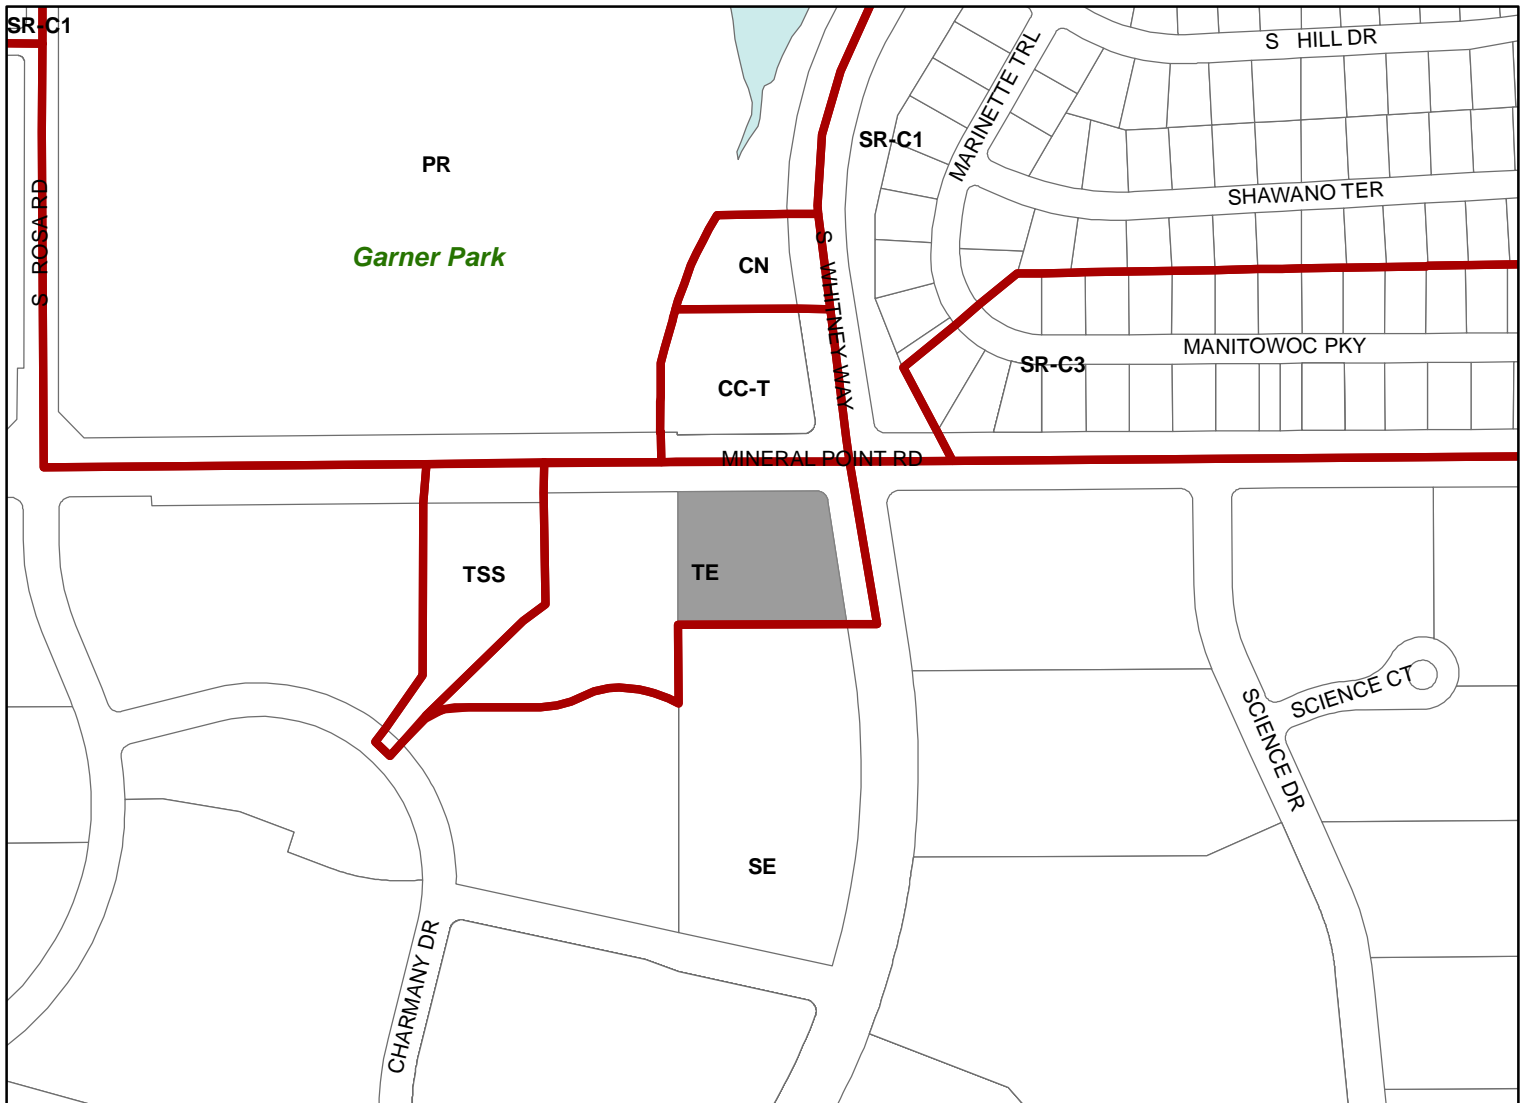 SR-C1
S HILL DR
MARINETTE TRL
SR-C1
PR
SHAWANO TER
S ROSA RD
Garner Park
CN
S WHITNEY WAY
MANITOWOC PKY
SR-C3
CC-T
MINERAL POINT RD
TSS
TE
SCIENCE CT
SCIENCE DR
SE
CHARMANY DR